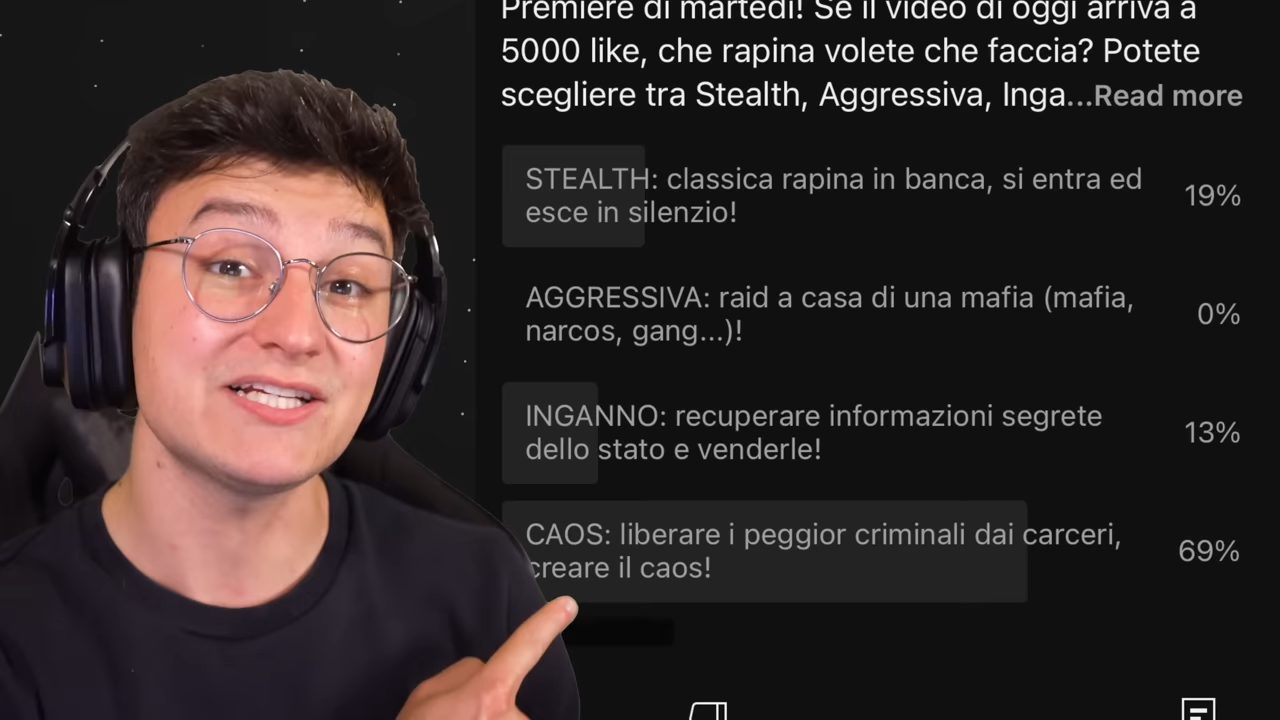 Premiere di martedì! Se il video di oggi arriva a
5000 like, che rapina volete che faccia? Potete
scegliere tra Stealth, Aggressiva, Inga...Read more
STEALTH: classica rapina in banca, si entra ed
esce in silenzio!
19%
AGGRESSIVA: raid a casa di una mafia (mafia,
narcos, gang...)!
0%
INGANNO: recuperare informazioni segrete
dello stato e venderle!
13%
CAOS: liberare i peggior criminali dai carceri,
creare il caos!
69%